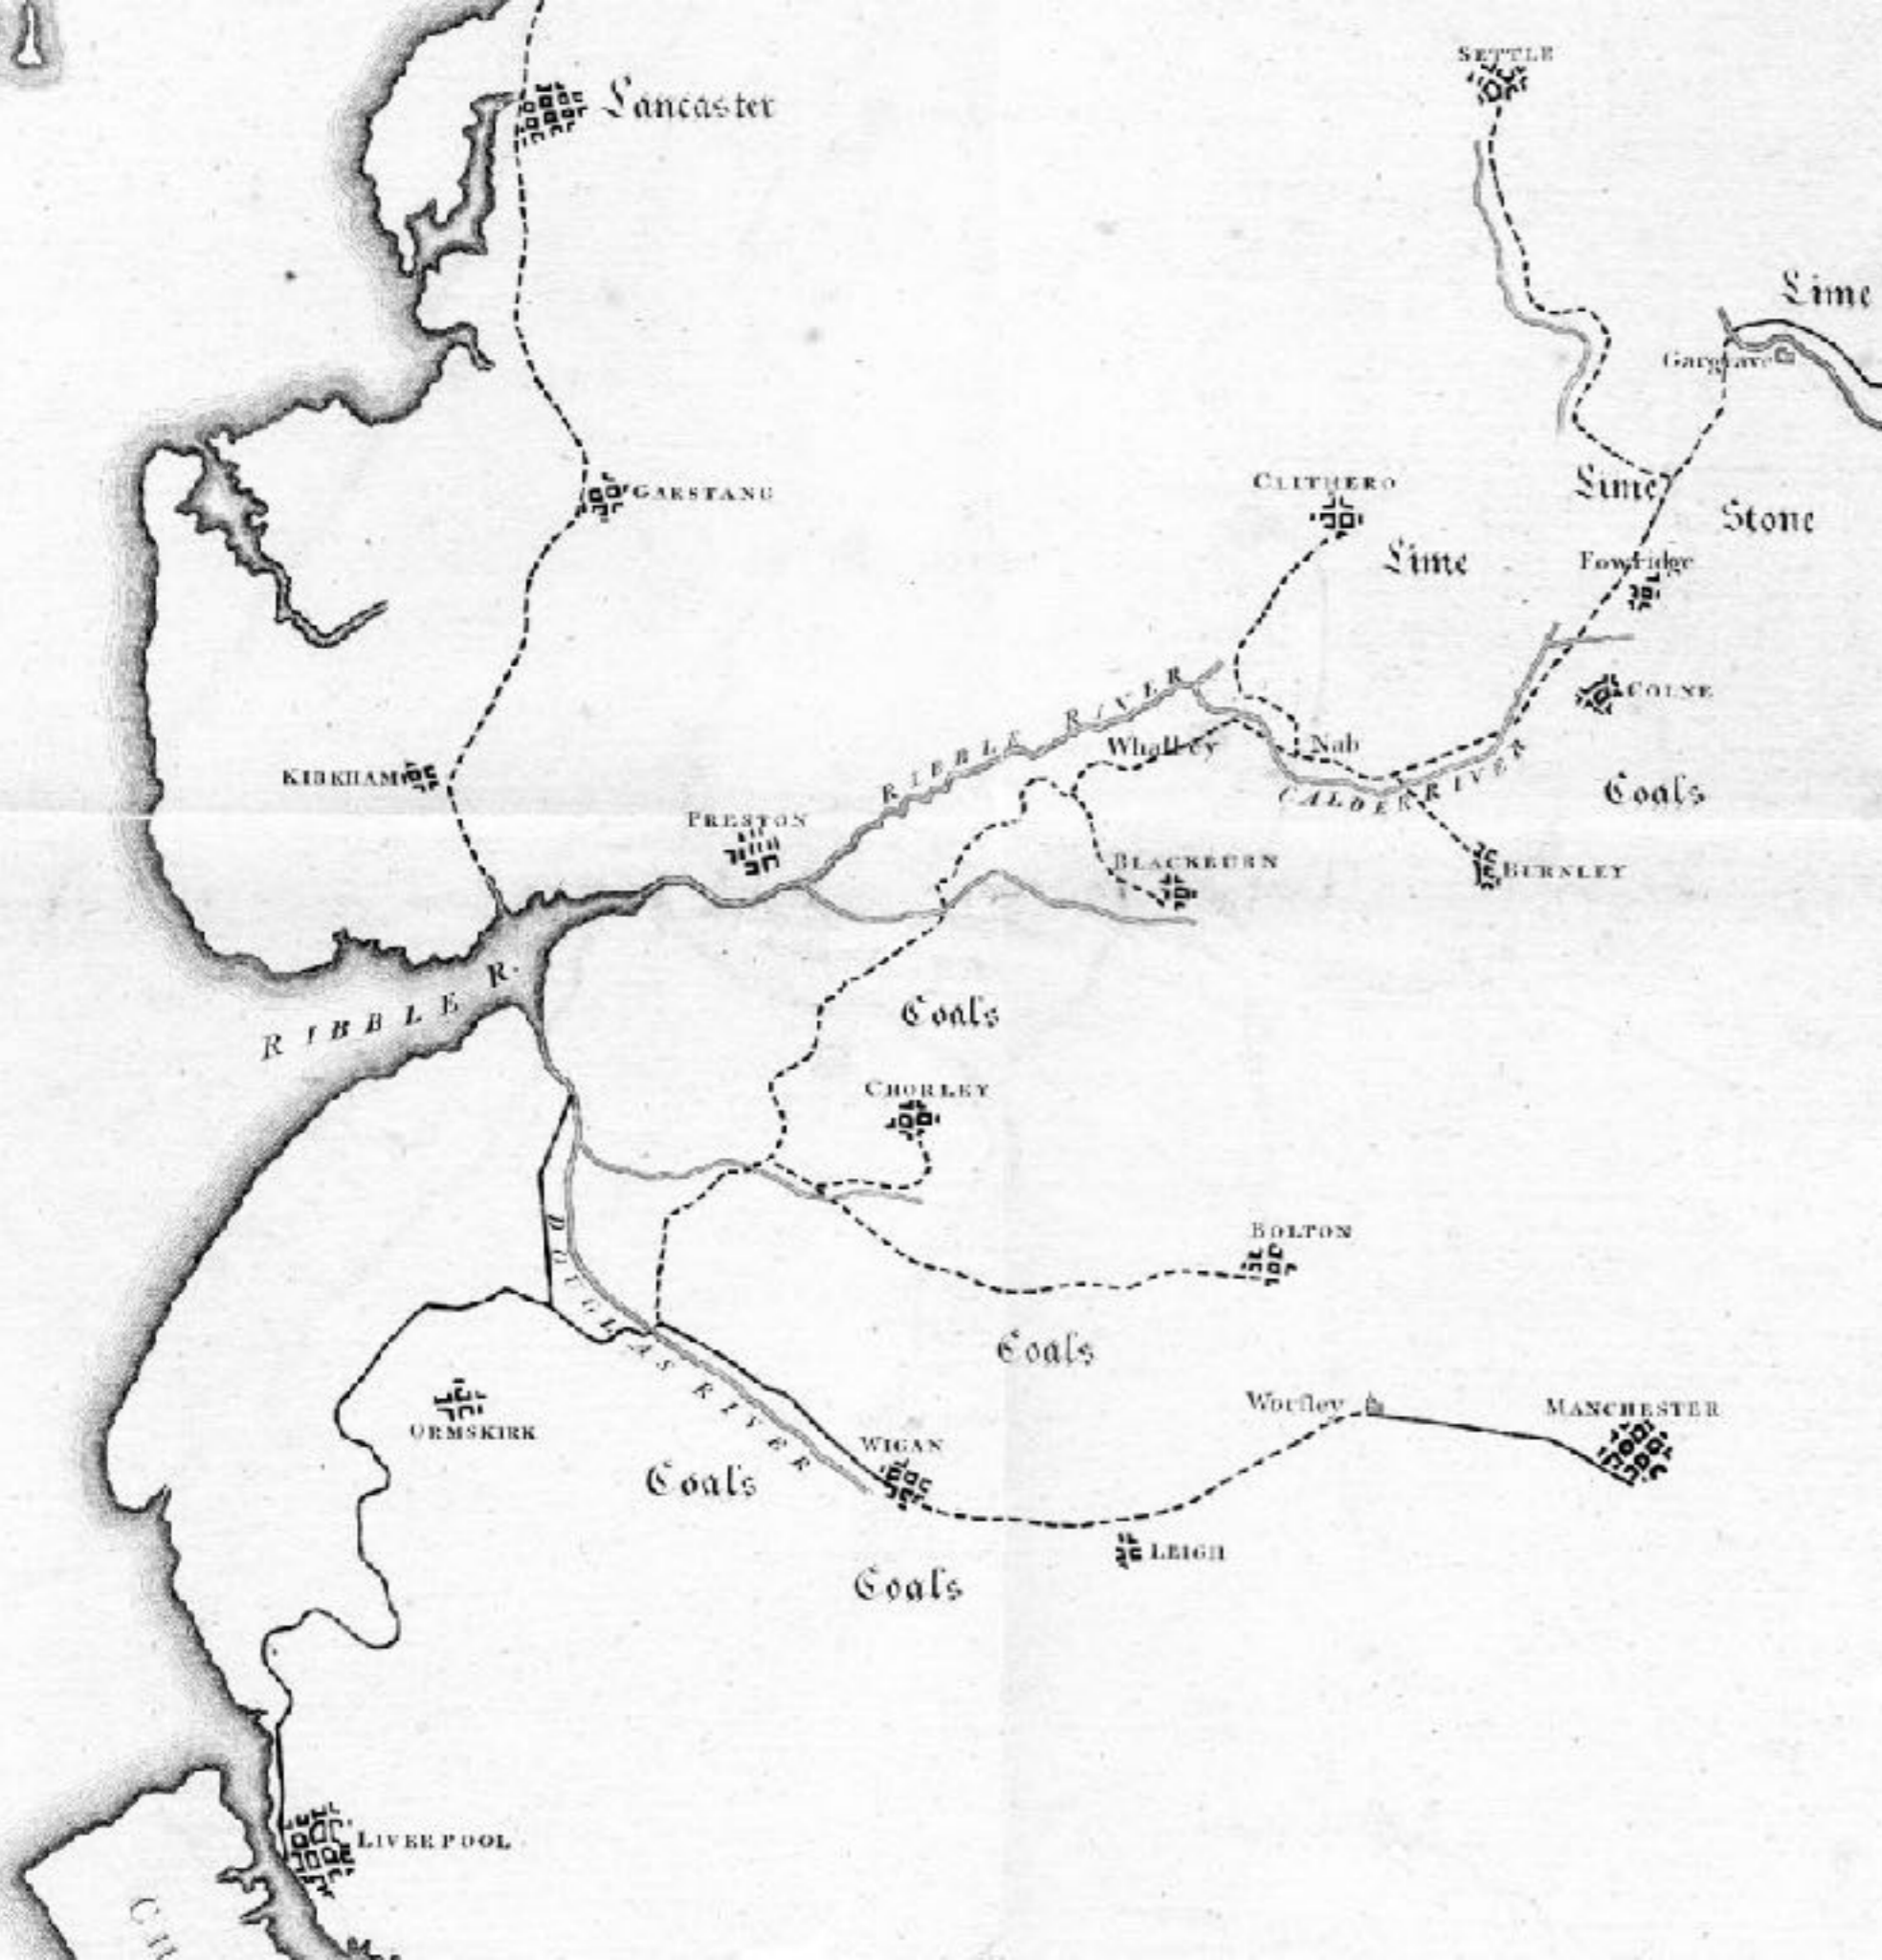 SETTLE
Lancaster
Lime
Gargrave
CLITHERO
Lime
GARSTANG
Stone
Lime
Fowridge
RIBBLE RIVER
COLNE
Whalley
Nab
KIRKHAM
CALDER RIVER
Coals
PRESTON
BLACKBURN
BURNLEY
RIBBLE R.
Coals
CHORLEY
BOLTON
DOUGLAS RIVER
Coals
Worsley
MANCHESTER
ORMSKIRK
WIGAN
Coals
LEIGH
Coals
LIVERPOOL